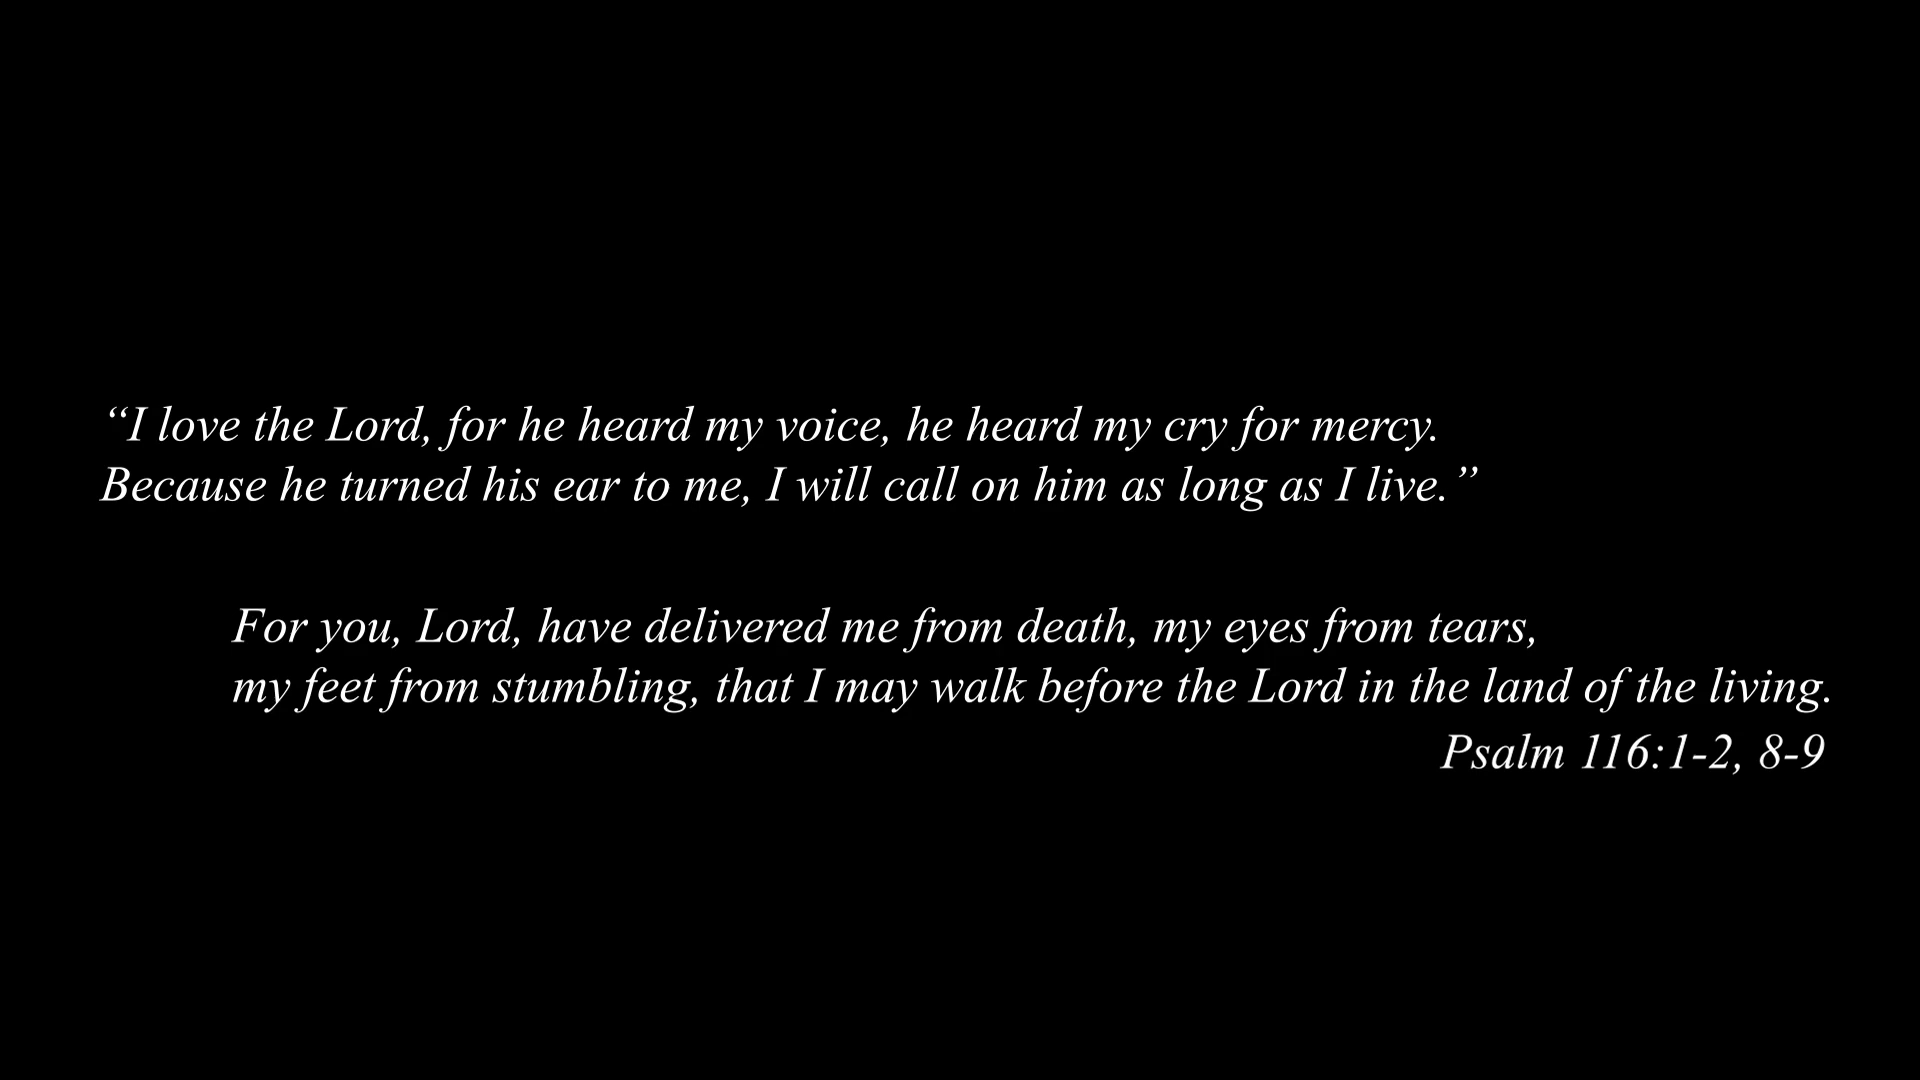 “I love the Lord, for he heard my voice, he heard my cry for mercy.
Because he turned his ear to me, I will call on him as long as I live.”
For you, Lord, have delivered me from death, my eyes from tears,
my feet from stumbling, that I may walk before the Lord in the land of the living.
Psalm 116:1-2, 8-9